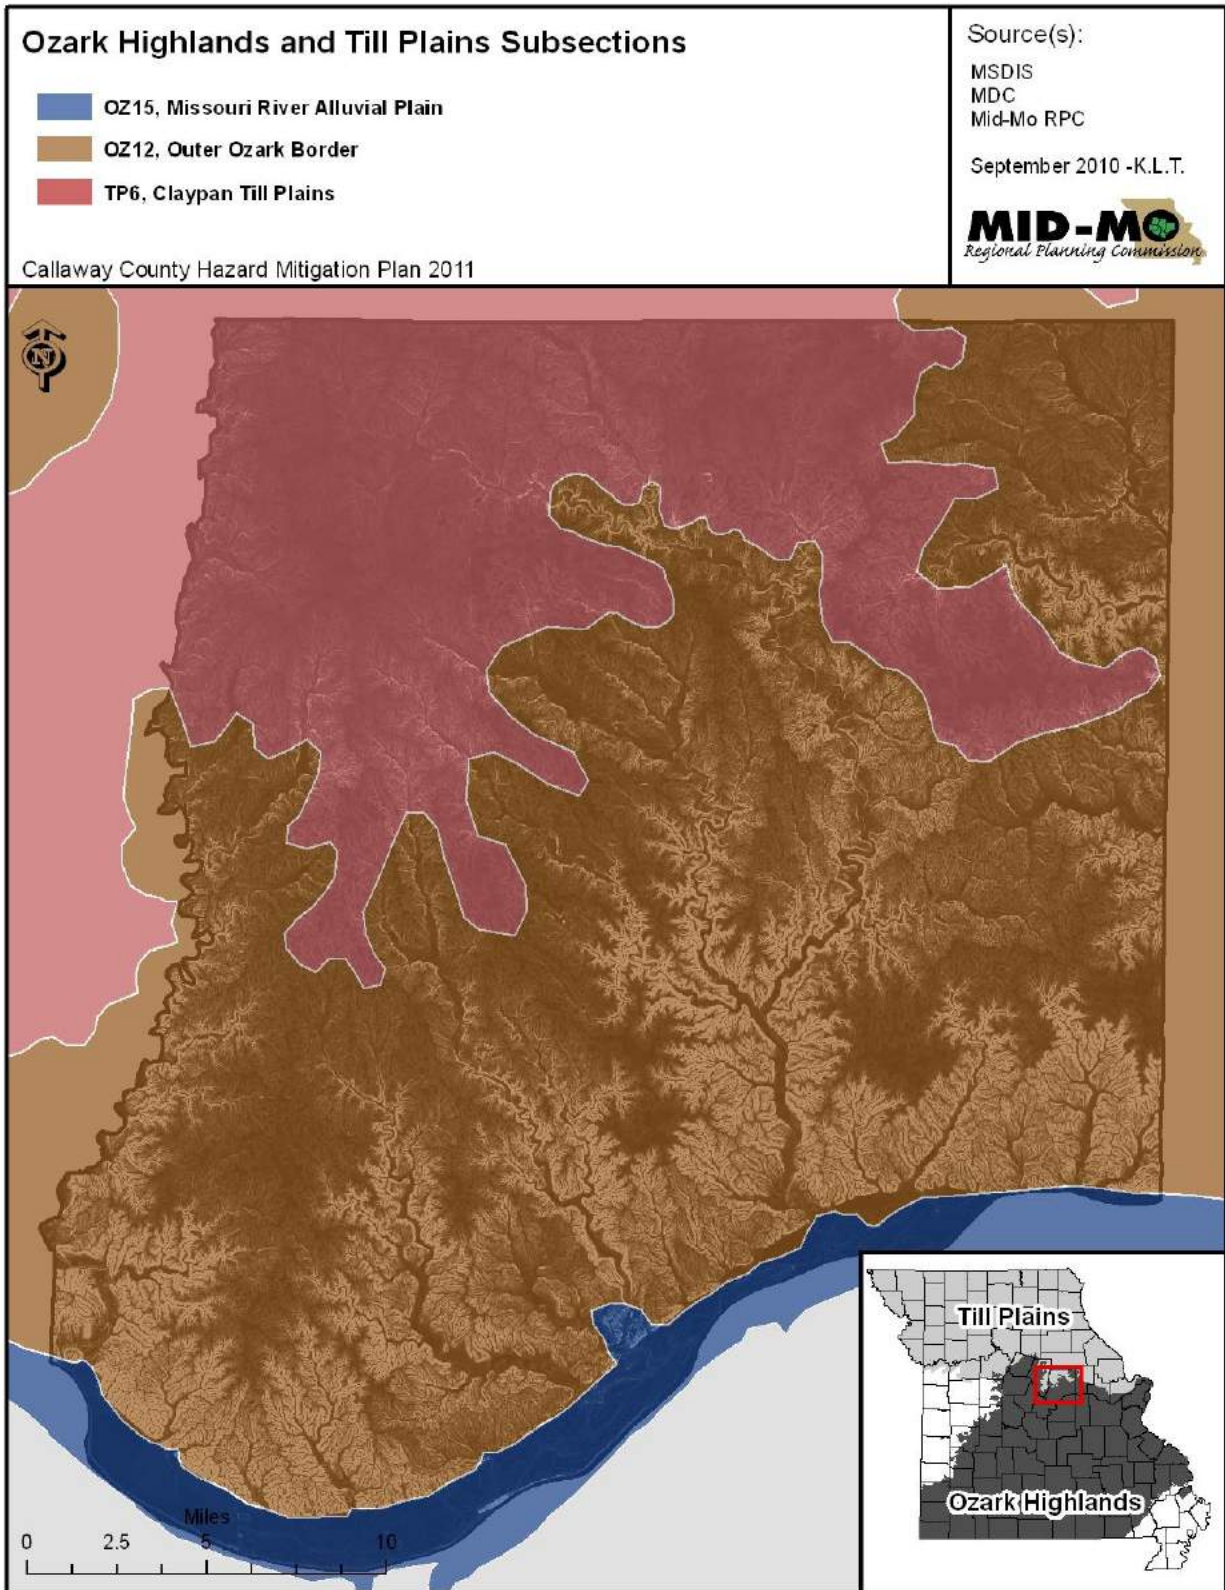 Ozark Highlands and Till Plains Subsections
OZ15, Missouri River Alluvial Plain
OZ12, Outer Ozark Border
TP6, Claypan Till Plains
Callaway County Hazard Mitigation Plan 2011
Source(s):
MSDIS
MDC
Mid-Mo RPC
September 2010 -K.L.T.
MID-MO
Regional Planning Commission
N
Till Plains
Ozark Highlands
Miles
0 2.5 5 10